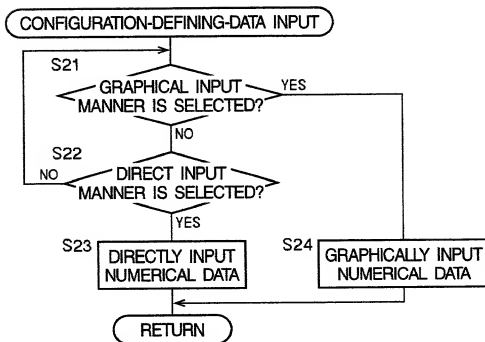 CONFIGURATION-DEFINING-DATA INPUT
S21
GRAPHICAL INPUT
MANNER IS SELECTED?
YES
NO
S22
DIRECT INPUT
MANNER IS SELECTED?
NO
YES
S23
DIRECTLY INPUT
NUMERICAL DATA
S24
GRAPHICALLY INPUT
NUMERICAL DATA
RETURN